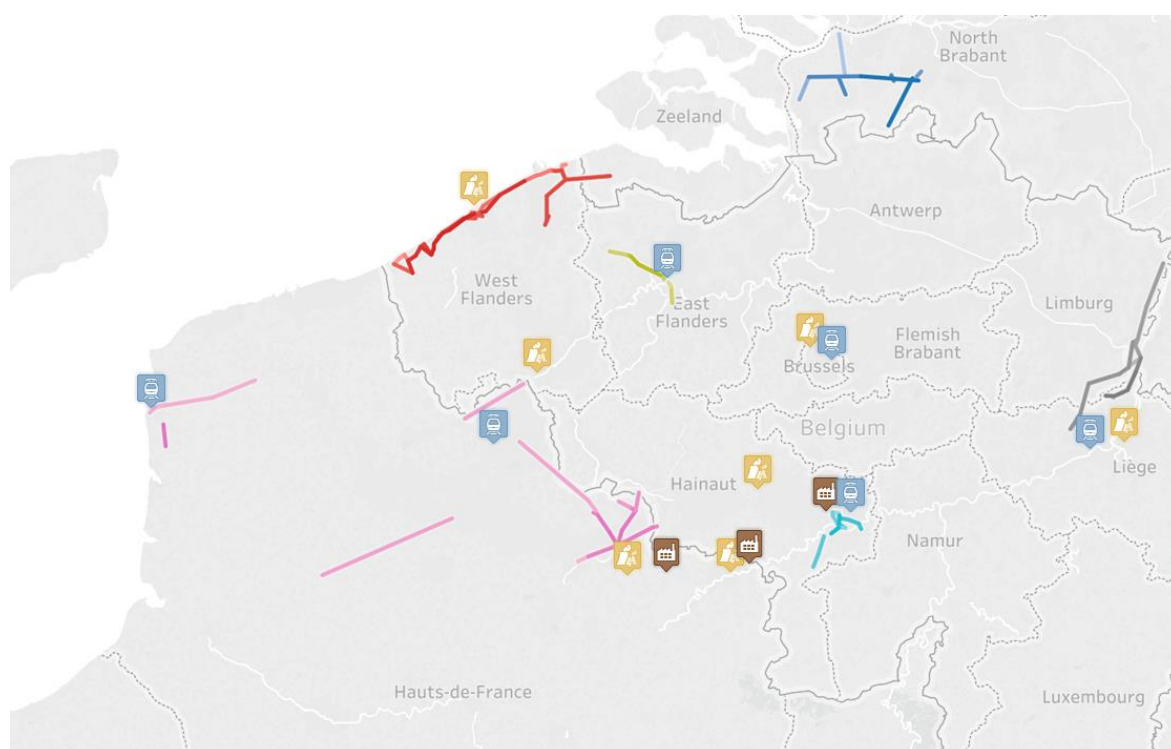 North
Brabant
Zeeland
Antwerp
West
Flanders
East
Flanders
Limburg
Flemish
Brabant
Brussels
Belgium
Hainaut
Liège
Namur
Hauts-de-France
Luxembourg